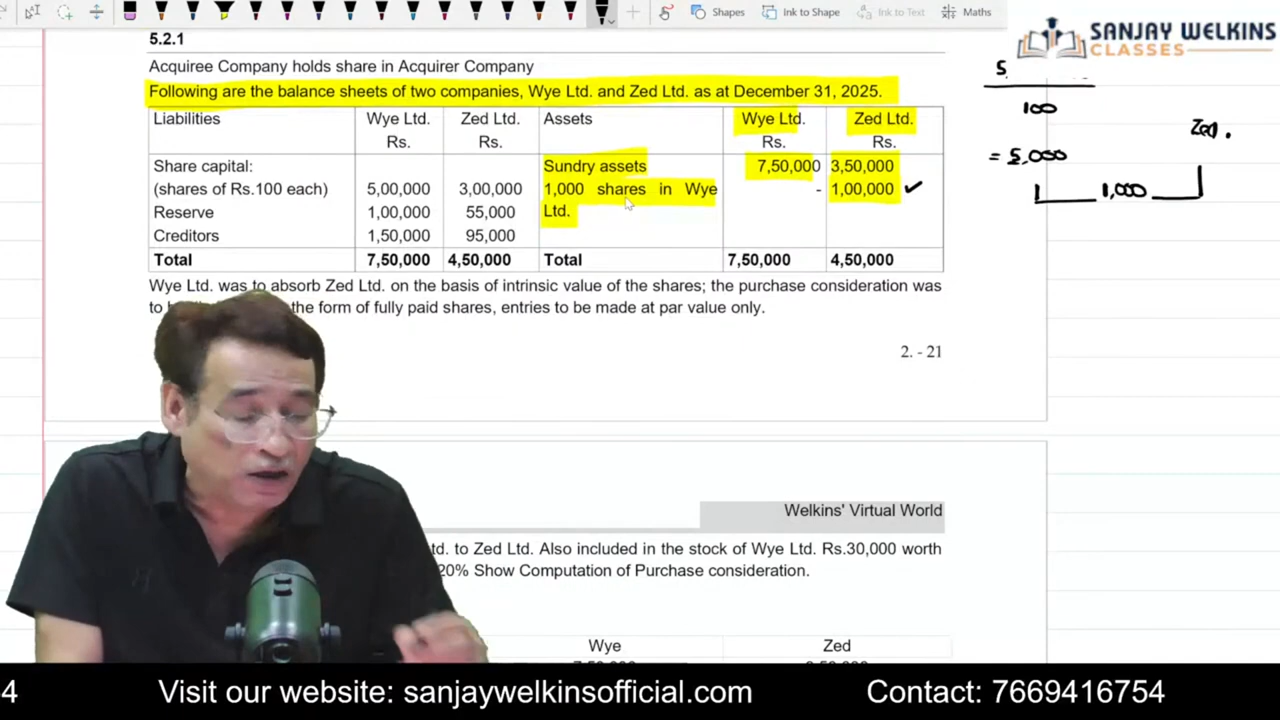 Shapes Ink to Shape Ink to Text Maths
SANJAY WELKINS
CLASSES
5.2.1
Acquiree Company holds share in Acquirer Company
Following are the balance sheets of two companies, Wye Ltd. and Zed Ltd. as at December 31, 2025.
Liabilities Wye Ltd. Zed Ltd. Assets Wye Ltd. Zed Ltd.
Rs. Rs. Rs. Rs.
Share capital: Sundry assets 7,50,000 3,50,000
(shares of Rs.100 each) 5,00,000 3,00,000 1,000 shares in Wye - 1,00,000 ✓
Reserve 1,00,000 55,000 Ltd.
Creditors 1,50,000 95,000
Total 7,50,000 4,50,000 Total 7,50,000 4,50,000
100
= 5,000
Zed.
1,000
Wye Ltd. was to absorb Zed Ltd. on the basis of intrinsic value of the shares; the purchase consideration was
to the form of fully paid shares, entries to be made at par value only.
2. - 21
Welkins' Virtual World
td. to Zed Ltd. Also included in the stock of Wye Ltd. Rs.30,000 worth
20% Show Computation of Purchase consideration.
Wye Zed
4 Visit our website: sanjaywelkinsofficial.com Contact: 7669416754